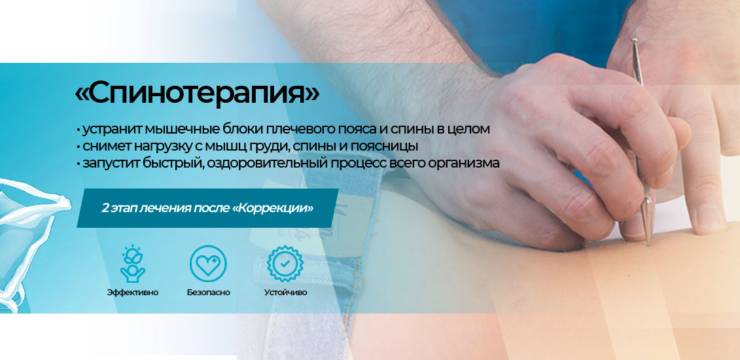 «Спинотерапия»
• устранит мышечные блоки плечевого пояса и спины в целом
• снимет нагрузку с мышц груди, спины и поясницы
• запустит быстрый, оздоровительный процесс всего организма
2 этап лечения после «Коррекции»
Эффективно Безопасно Устойчиво